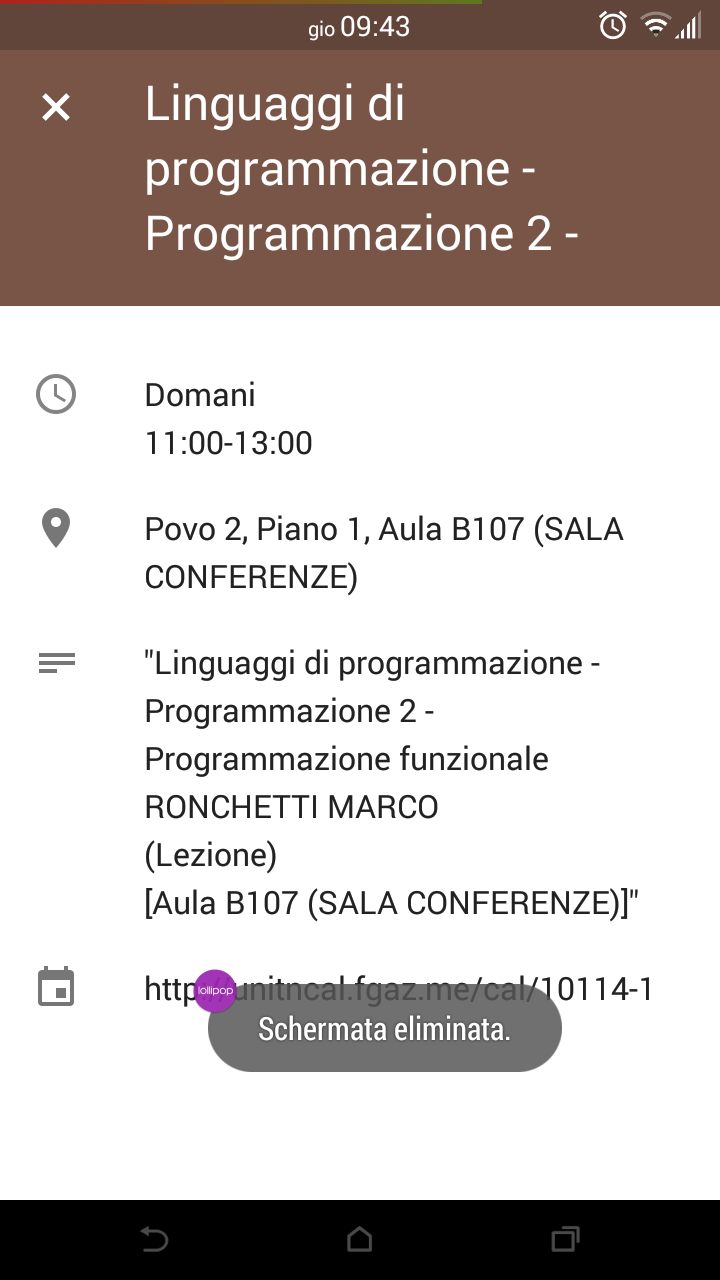 gio 09:43
Linguaggi di
programmazione -
Programmazione 2 -
Domani
11:00-13:00
Povo 2, Piano 1, Aula B107 (SALA
CONFERENZE)
"Linguaggi di programmazione -
Programmazione 2 -
Programmazione funzionale
RONCHETTI MARCO
(Lezione)
[Aula B107 (SALA CONFERENZE)]"
http://unitncal.fgaz.me/cal/10114-1
lollipop
Schermata eliminata.